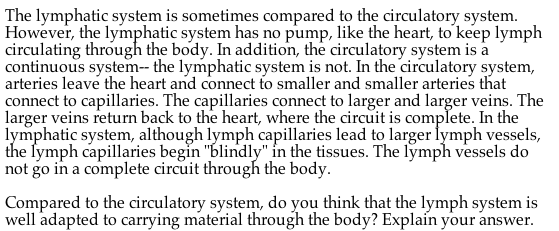 The lymphatic system is sometimes compared to the circulatory system.
However, the lymphatic system has no pump, like the heart, to keep lymph
circulating through the body. In addition, the circulatory system is a
continuous system-- the lymphatic system is not. In the circulatory system,
arteries leave the heart and connect to smaller and smaller arteries that
connect to capillaries. The capillaries connect to larger and larger veins. The
larger veins return back to the heart, where the circuit is complete. In the
lymphatic system, although lymph capillaries lead to larger lymph vessels,
the lymph capillaries begin "blindly" in the tissues. The lymph vessels do
not go in a complete circuit through the body.
Compared to the circulatory system, do you think that the lymph system is
well adapted to carrying material through the body? Explain your answer.